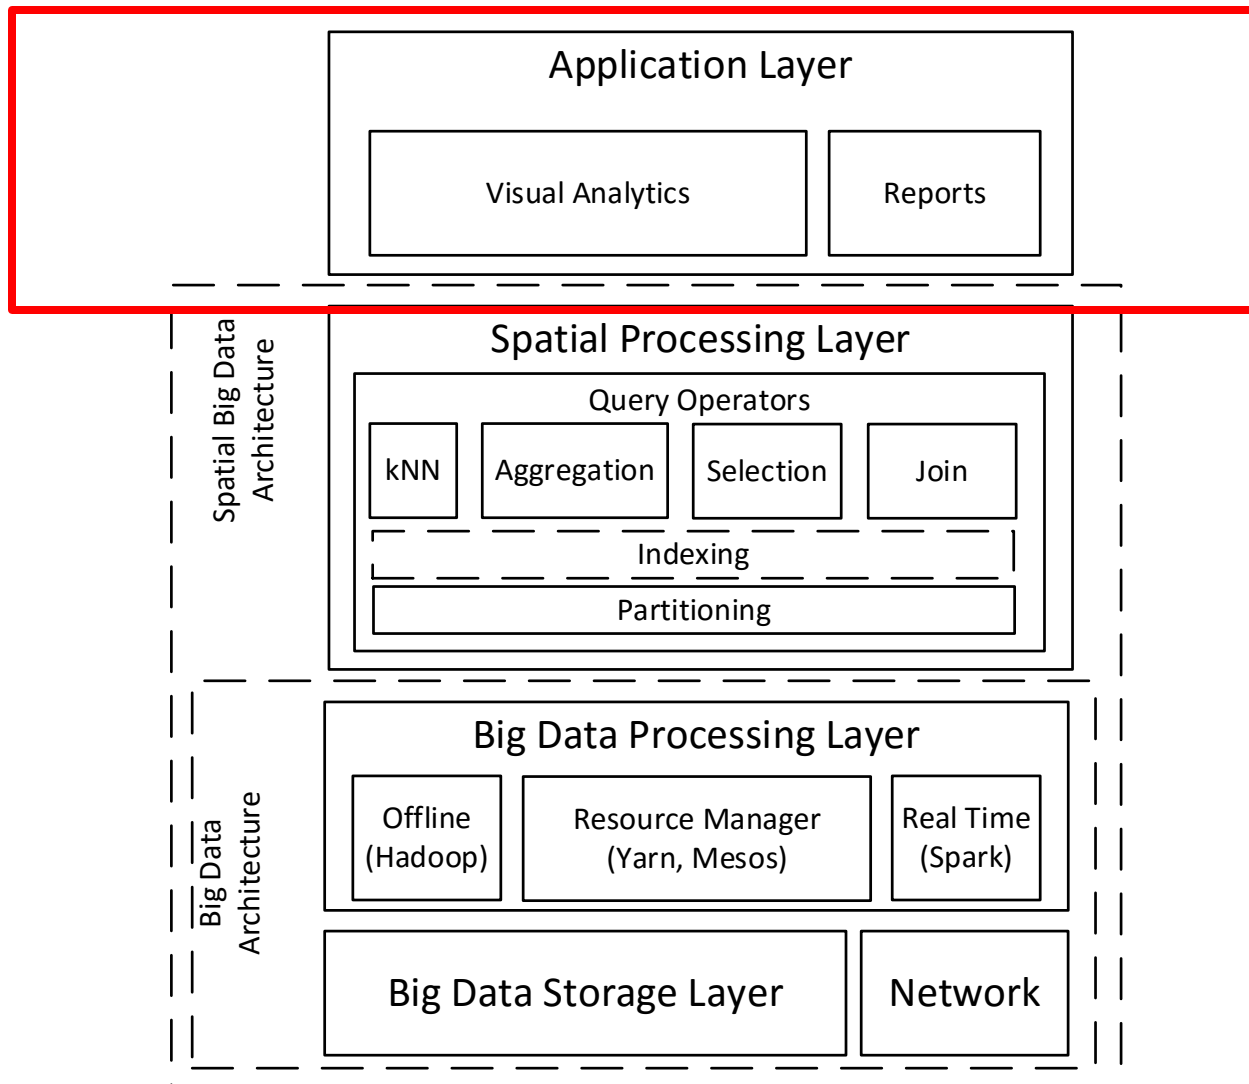 Application Layer
Visual Analytics
Reports
Spatial Big Data
Architecture
Spatial Processing Layer
Query Operators
kNN
Aggregation
Selection
Join
Indexing
Partitioning
Big Data
Architecture
Big Data Processing Layer
Offline
(Hadoop)
Resource Manager
(Yarn, Mesos)
Real Time
(Spark)
Big Data Storage Layer
Network